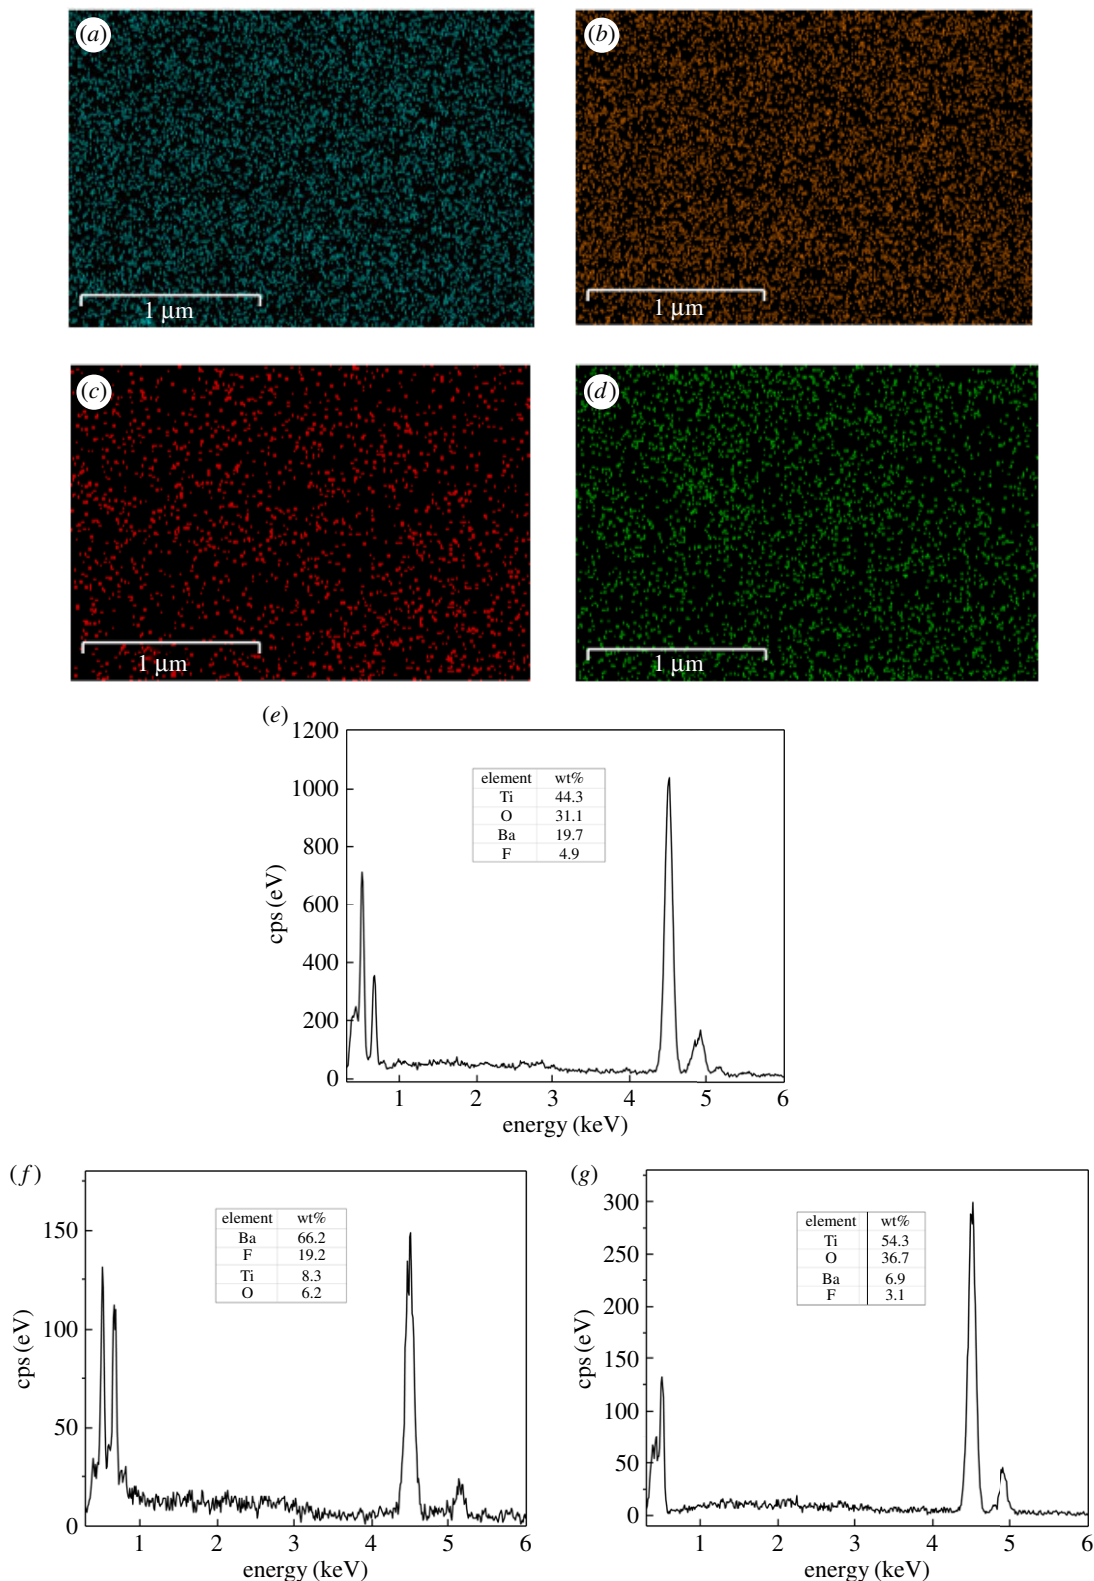 (a)
(b)
1 μm
1 μm
(c)
(d)
1 μm
1 μm
(e)
1200
1000
800
600
400
200
0
cps (eV)
element wt%
Ti 44.3
O 31.1
Ba 19.7
F 4.9
1 2 3 4 5 6
energy (keV)
(f)
150
100
50
0
cps (eV)
element wt%
Ba 66.2
F 19.2
Ti 8.3
O 6.2
1 2 3 4 5 6
energy (keV)
(g)
300
250
200
150
100
50
0
cps (eV)
element wt%
Ti 54.3
O 36.7
Ba 6.9
F 3.1
1 2 3 4 5 6
energy (keV)